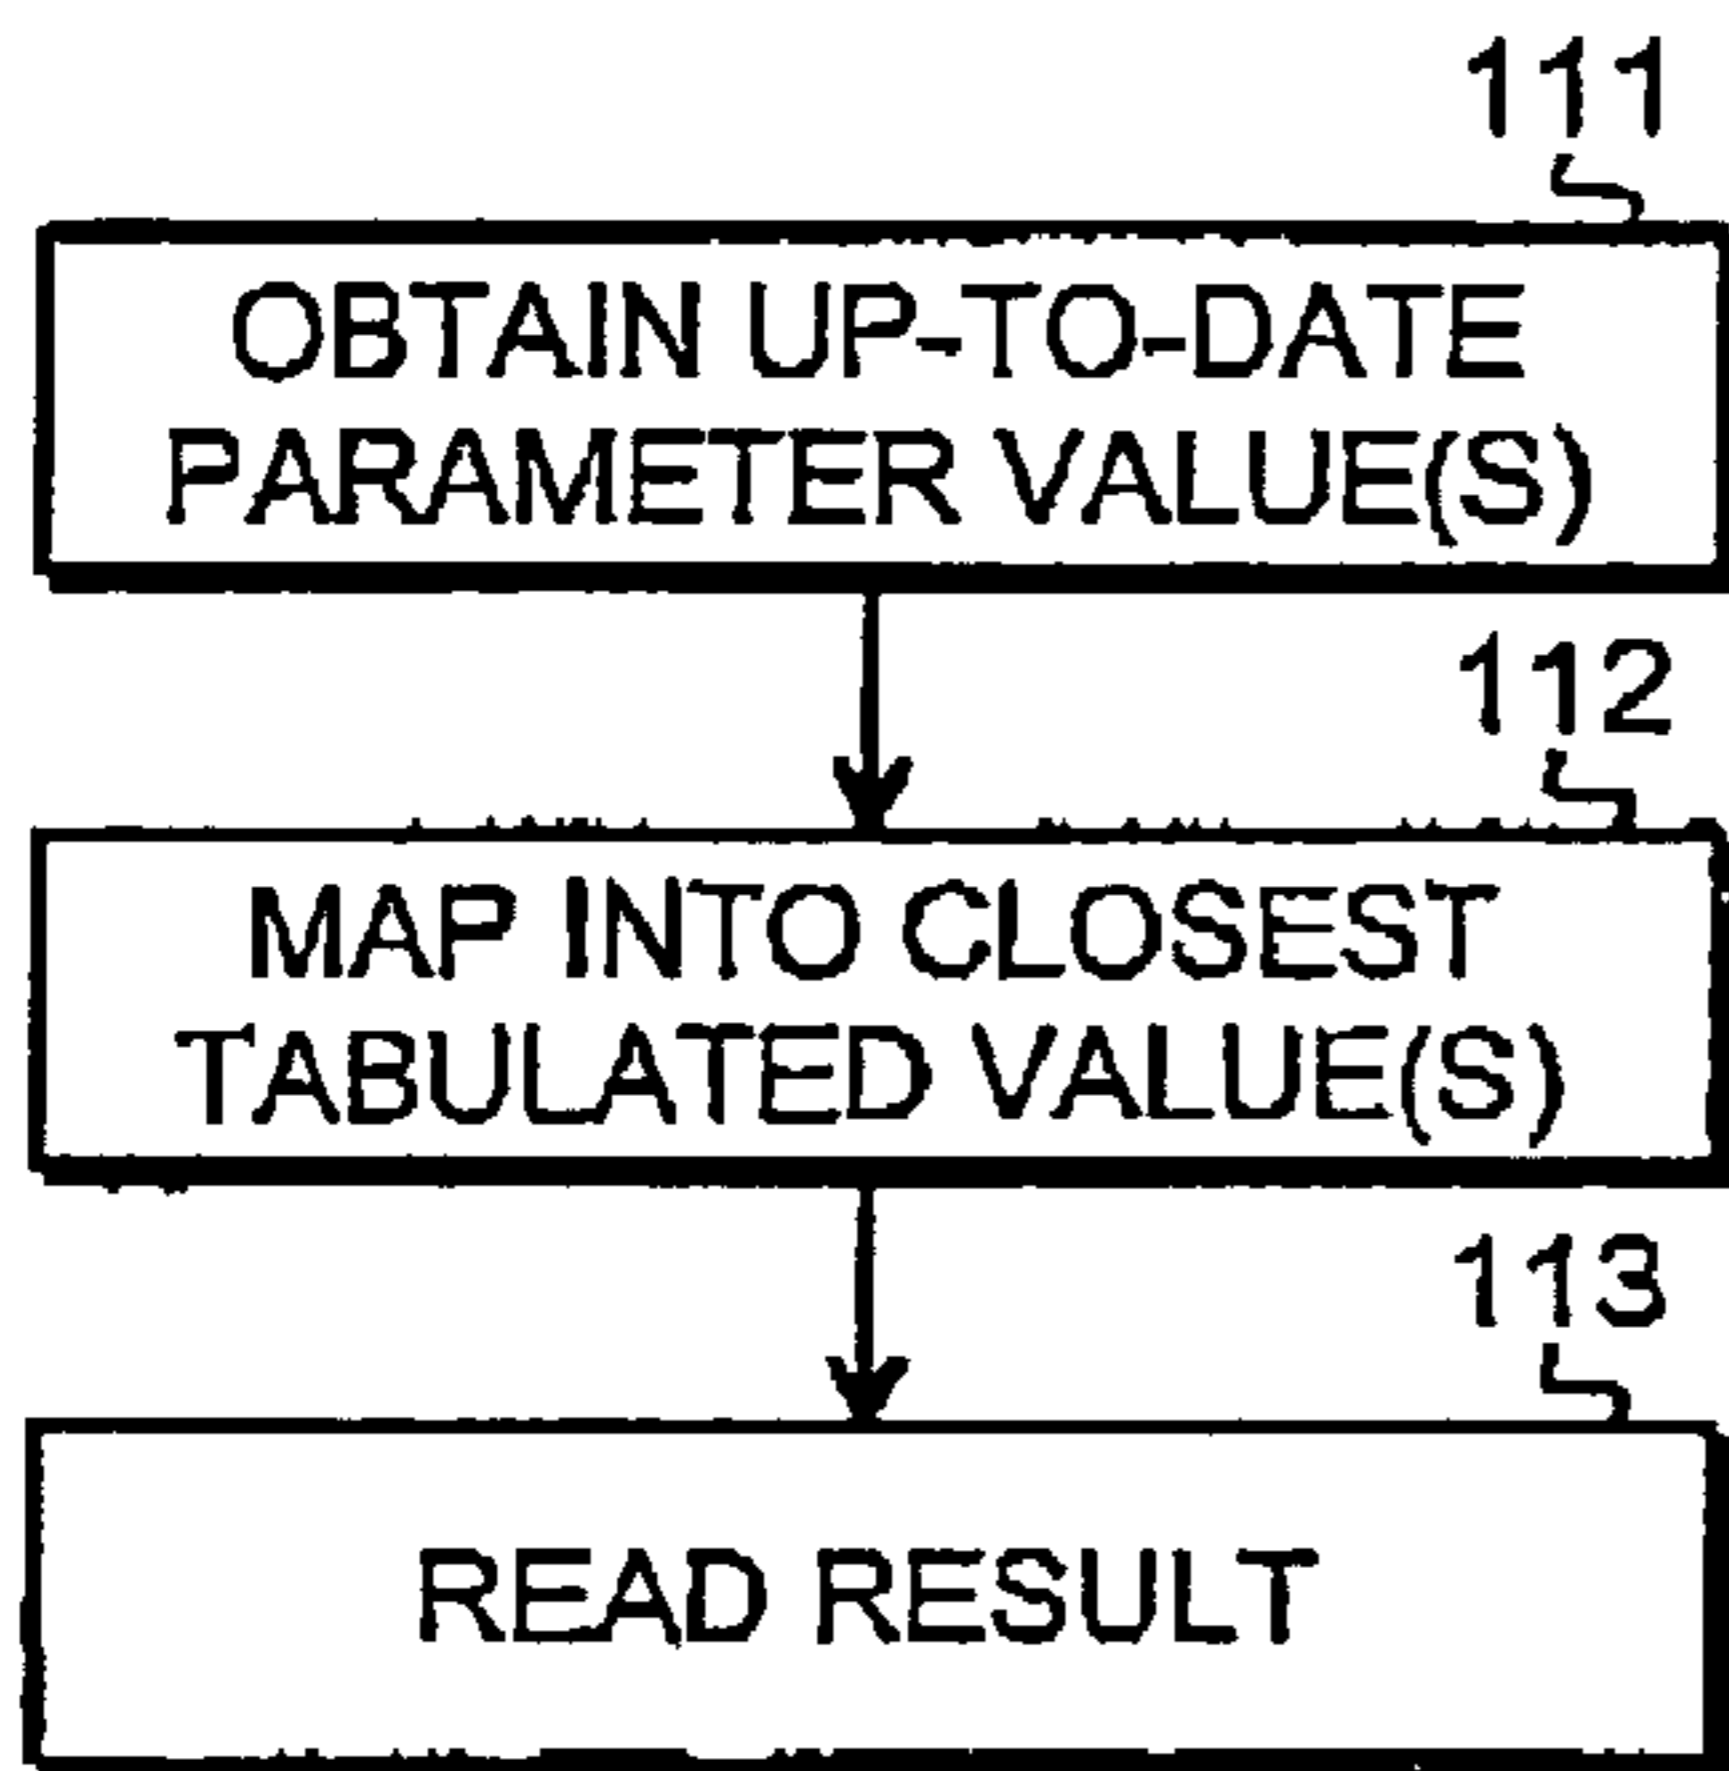 111
OBTAIN UP-TO-DATE
PARAMETER VALUE(S)
112
MAP INTO CLOSEST
TABULATED VALUE(S)
113
READ RESULT